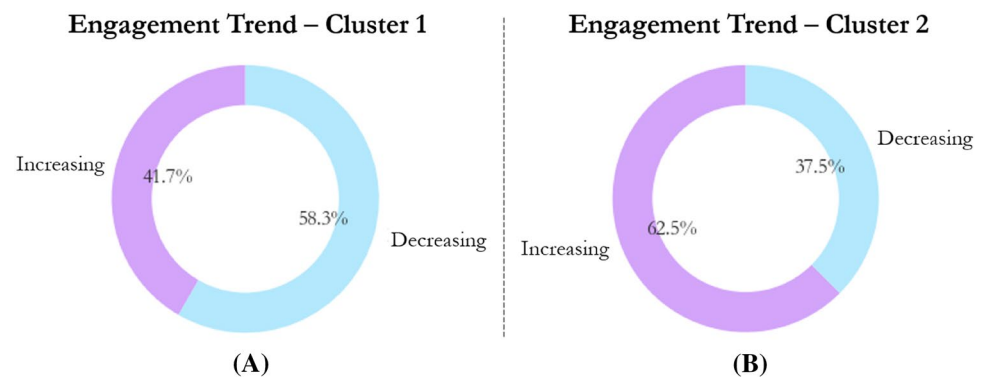 Engagement Trend – Cluster 1
Increasing
41.7%
58.3%
Decreasing
(A)
Engagement Trend – Cluster 2
Decreasing
37.5%
62.5%
Increasing
(B)